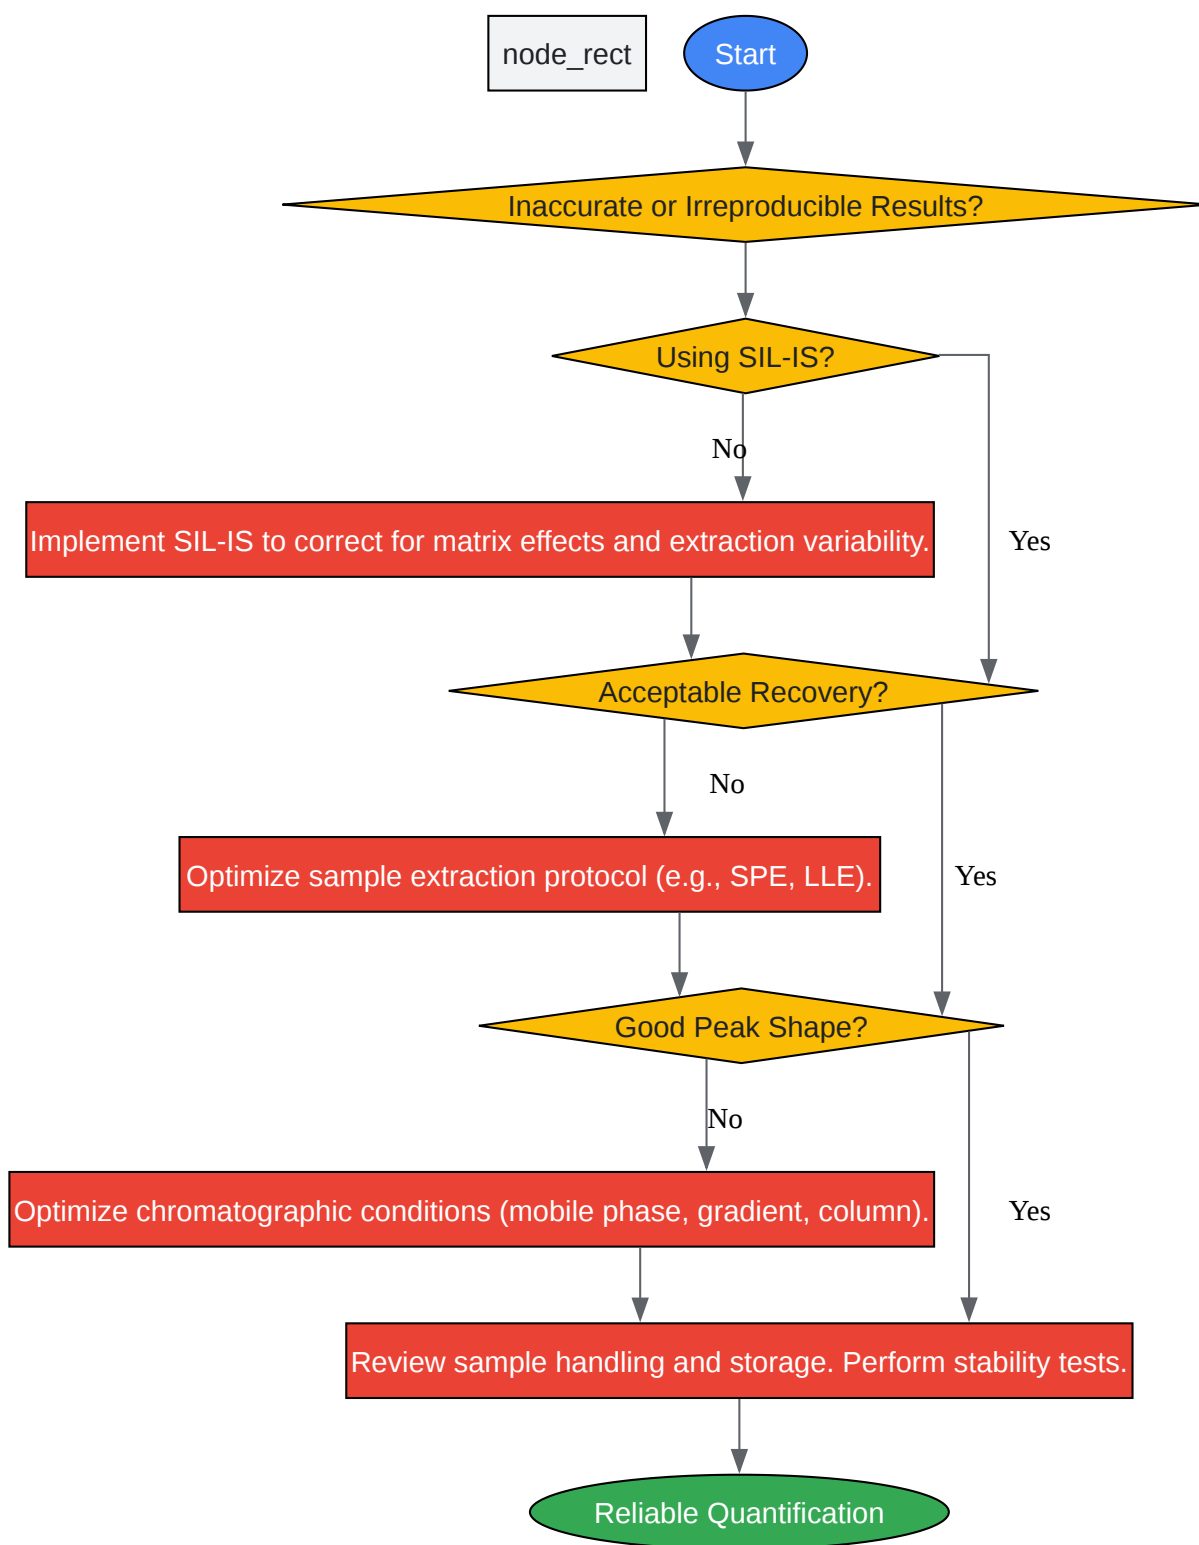 node_rect
Start
Inaccurate or Irreproducible Results?
Using SIL-IS?
No
Implement SIL-IS to correct for matrix effects and extraction variability.
Yes
Acceptable Recovery?
No
Optimize sample extraction protocol (e.g., SPE, LLE).
Yes
Good Peak Shape?
No
Optimize chromatographic conditions (mobile phase, gradient, column).
Yes
Review sample handling and storage. Perform stability tests.
Reliable Quantification